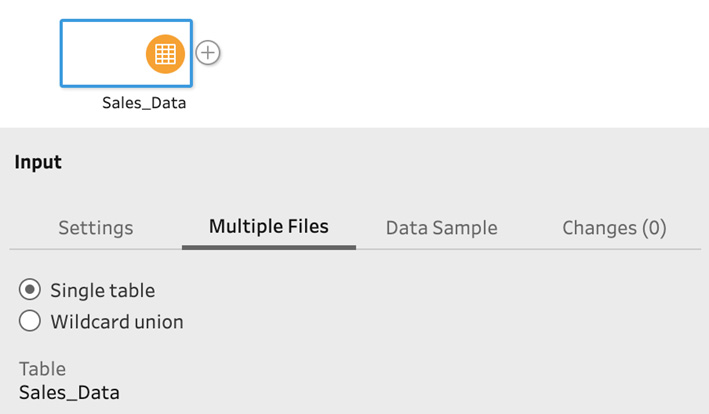 Sales_Data
Input
Settings Multiple Files Data Sample Changes (0)
Single table
Wildcard union
Table
Sales_Data